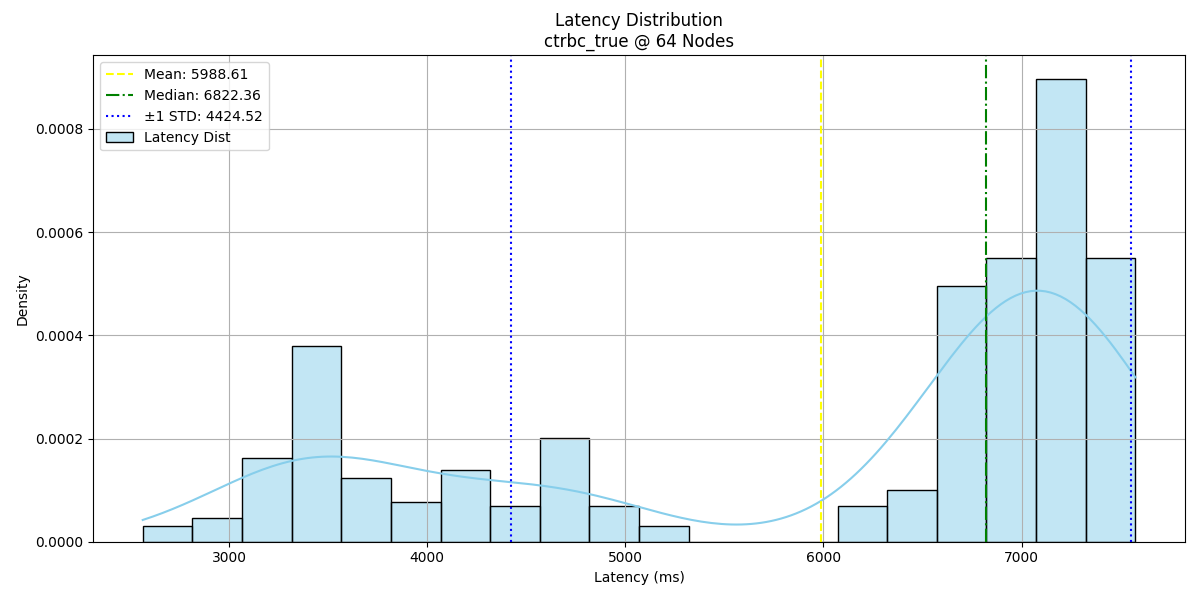 Latency Distribution
ctrbc_true @ 64 Nodes
Mean: 5988.61
Median: 6822.36
±1 STD: 4424.52
Latency Dist
Density
0.0008
0.0006
0.0004
0.0002
0.0000
3000 4000 5000 6000 7000
Latency (ms)